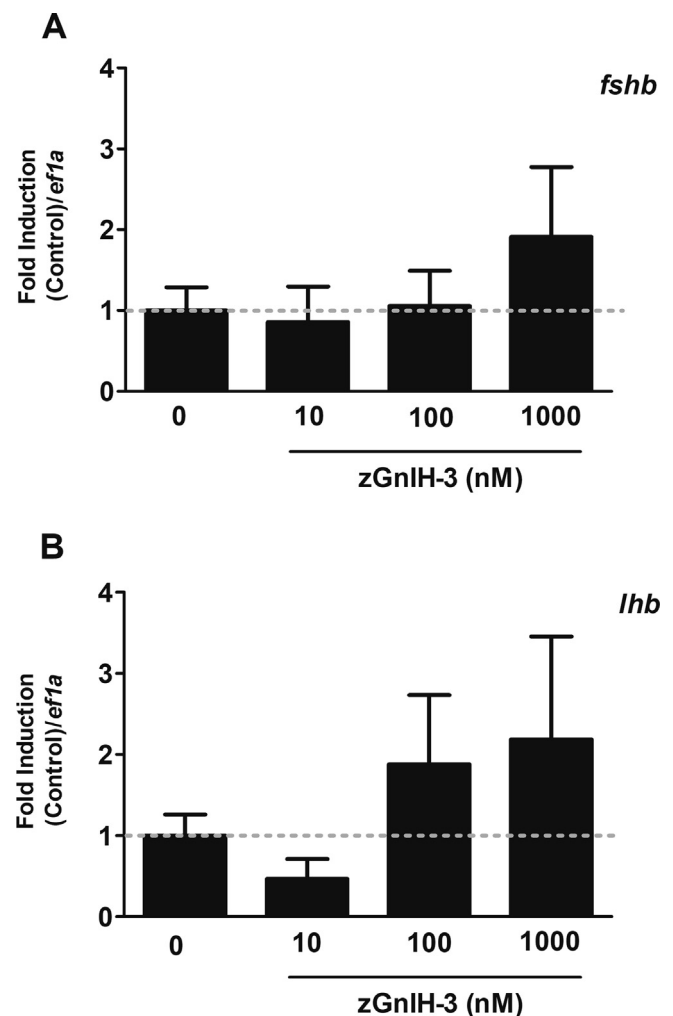 A
fshb
Fold Induction
(Control)/ef1a
4
3
2
1
0
0 10 100 1000
zGnIH-3 (nM)
B
lhb
Fold Induction
(Control)/ef1a
4
3
2
1
0
0 10 100 1000
zGnIH-3 (nM)